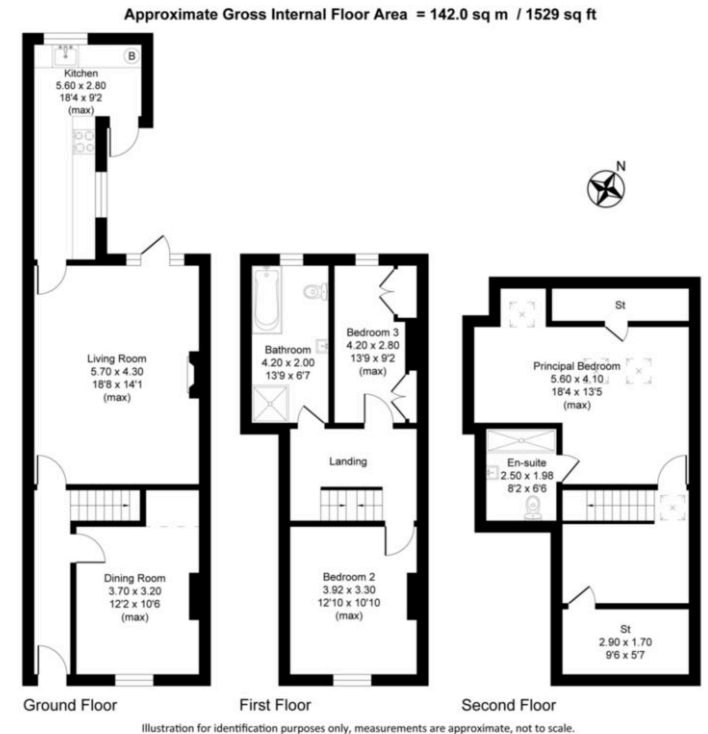 Approximate Gross Internal Floor Area = 142.0 sq m / 1529 sq ft
B
Kitchen
5.60 x 2.80
18'4 x 9'2
(max)
N
Living Room
5.70 x 4.30
18'8 x 14'1
(max)
Dining Room
3.70 x 3.20
12'2 x 10'6
(max)
Ground Floor
Bathroom
4.20 x 2.00
13'9 x 6'7
Bedroom 3
4.20 x 2.80
13'9 x 9'2
(max)
Landing
Bedroom 2
3.92 x 3.30
12'10 x 10'10
(max)
First Floor
St
Principal Bedroom
5.60 x 4.10
18'4 x 13'5
(max)
En-suite
2.50 x 1.98
8'2 x 6'6
St
2.90 x 1.70
9'6 x 5'7
Second Floor
Illustration for identification purposes only, measurements are approximate, not to scale.